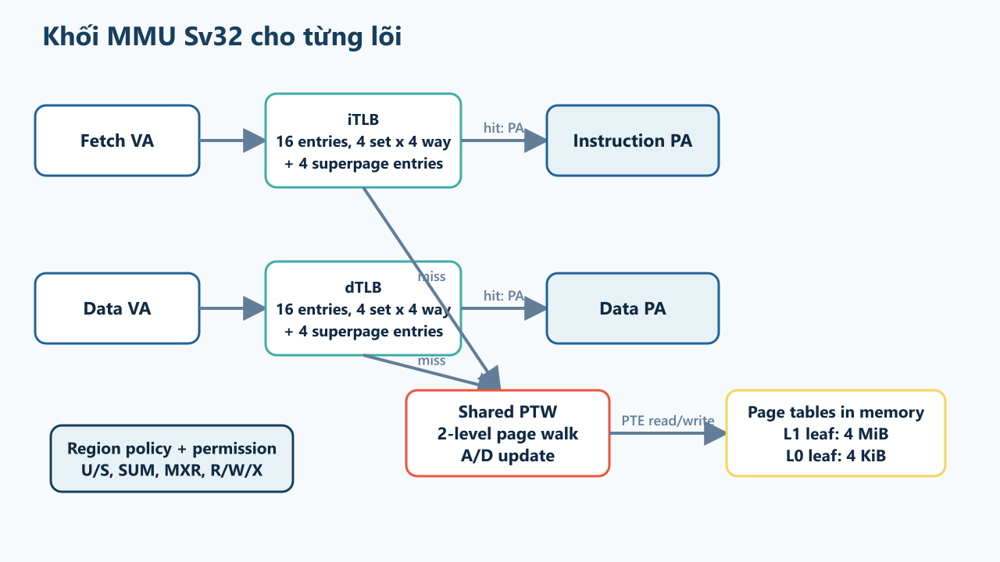 Khối MMU Sv32 cho từng lõi
Fetch VA
iTLB
16 entries, 4 set x 4 way
+ 4 superpage entries
hit: PA
Instruction PA
miss
Data VA
dTLB
16 entries, 4 set x 4 way
+ 4 superpage entries
hit: PA
Data PA
miss
Shared PTW
2-level page walk
A/D update
PTE read/write
Page tables in memory
L1 leaf: 4 MiB
L0 leaf: 4 KiB
Region policy + permission
U/S, SUM, MXR, R/W/X